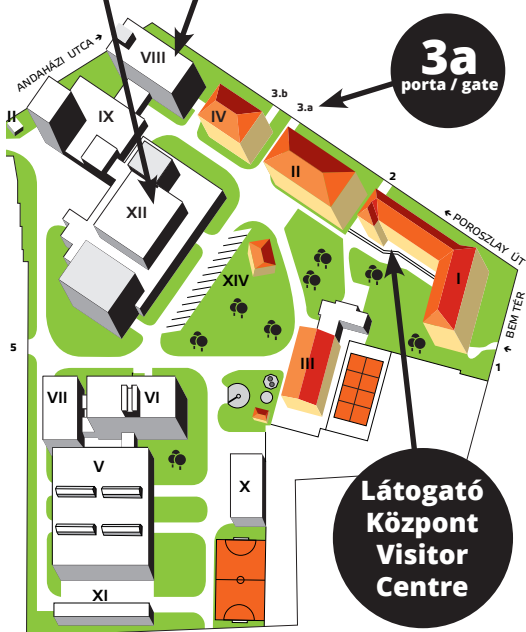 ANDAHÁZI UTCA →
VIII
3a
porta / gate
3.b
3.a
II
IX
IV
II
2
← POROSZLAY ÚT
XII
I
XIV
← BEM TÉR
5
III
1
VII
VI
V
X
Látogató
Központ
Visitor
Centre
XI